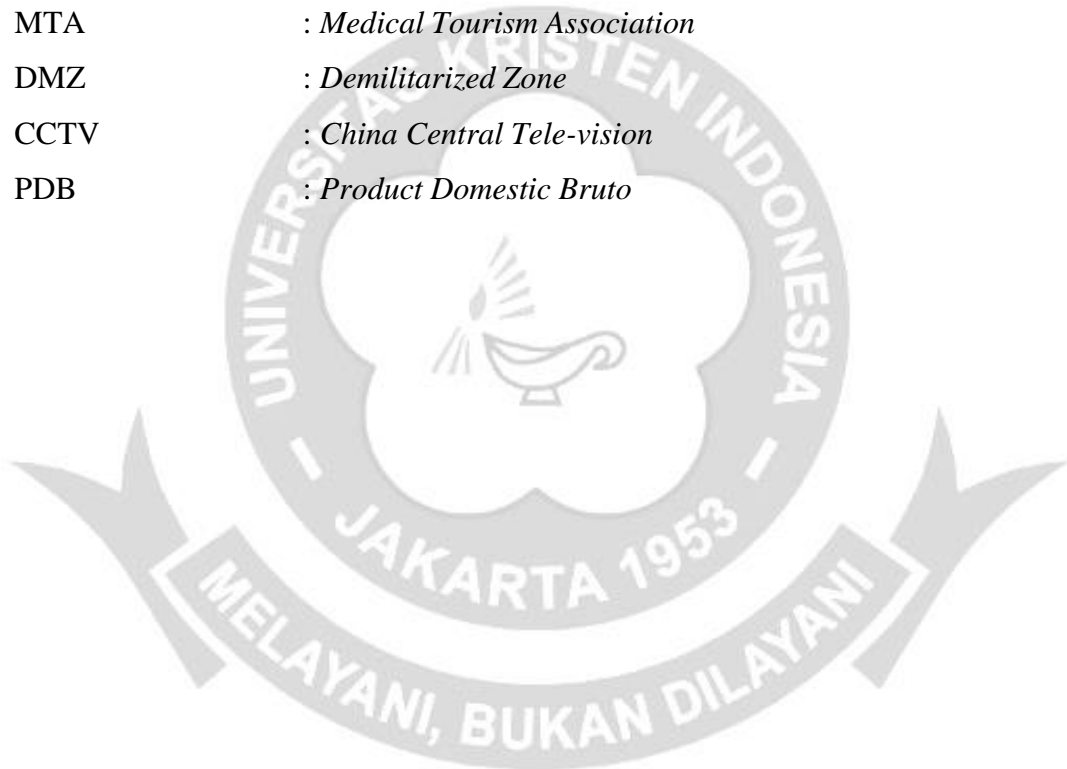 MTA : Medical Tourism Association
DMZ : Demilitarized Zone
CCTV : China Central Tele-vision
PDB : Product Domestic Bruto
UNIVERSITAS KRISTEN INDONESIA
JAKARTA 1953
MELAYANI, BUKAN DILAYANI